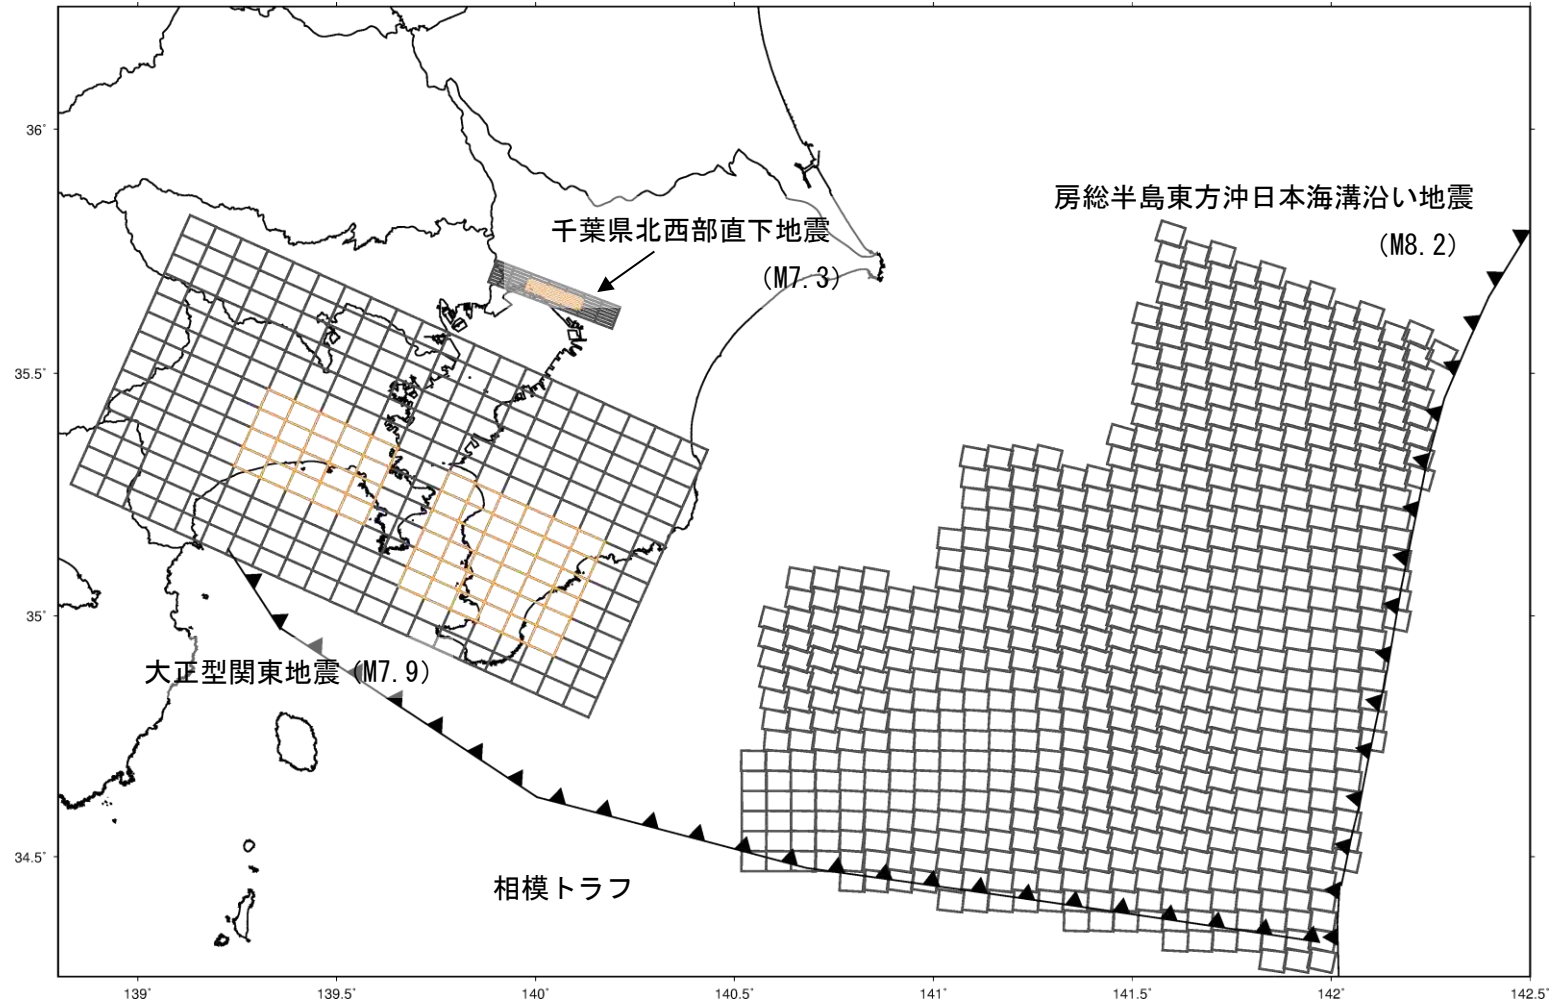 36°
35.5°
35°
34.5°
139°
139.5°
140°
140.5°
141°
141.5°
142°
142.5°
房総半島東方沖日本海溝沿い地震
(M8.2)
千葉県北西部直下地震
(M7.3)
大正型関東地震 (M7.9)
相模トラフ